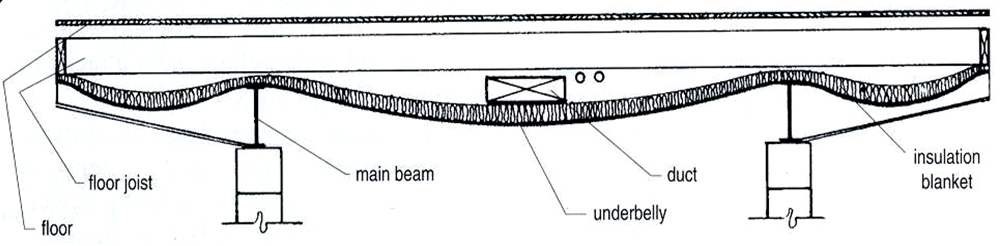 floor joist
floor
main beam
underbelly
duct
insulation
blanket